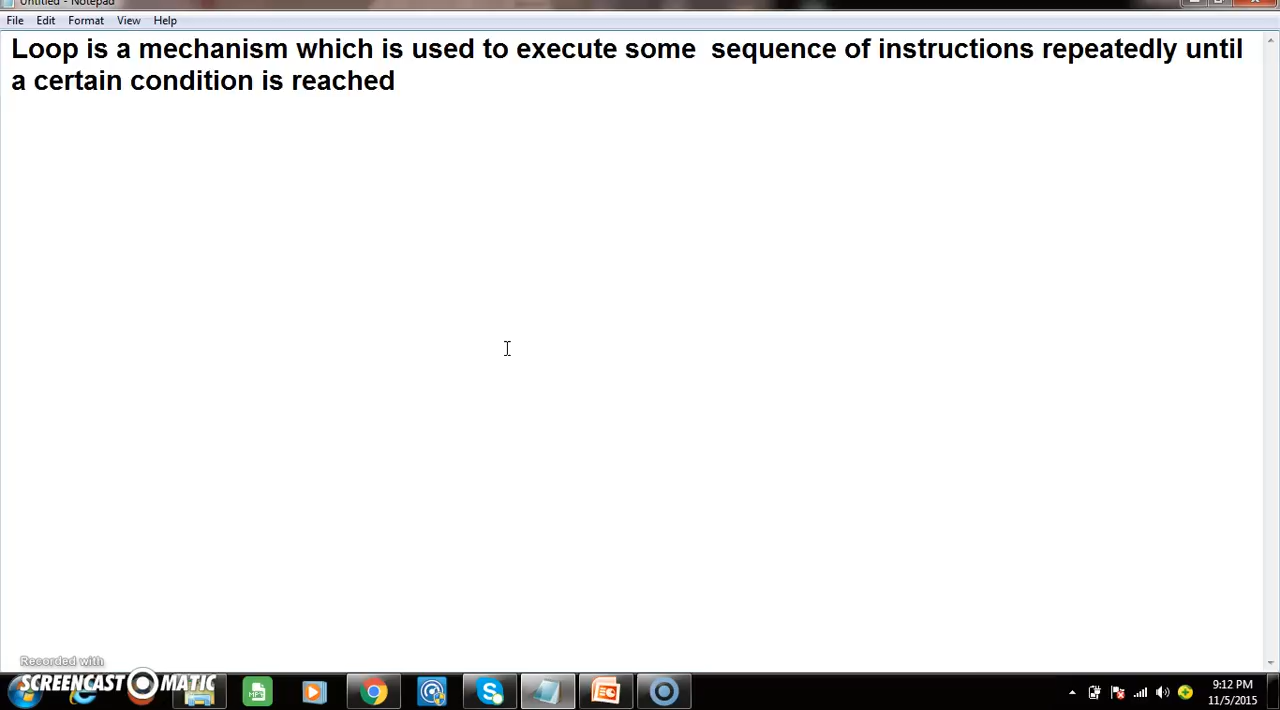 Untitled - Notepad
File Edit Format View Help
Loop is a mechanism which is used to execute some  sequence of instructions repeatedly until
a certain condition is reached
Recorded with
SCREENCAST MATIC
9:12 PM
11/5/2015